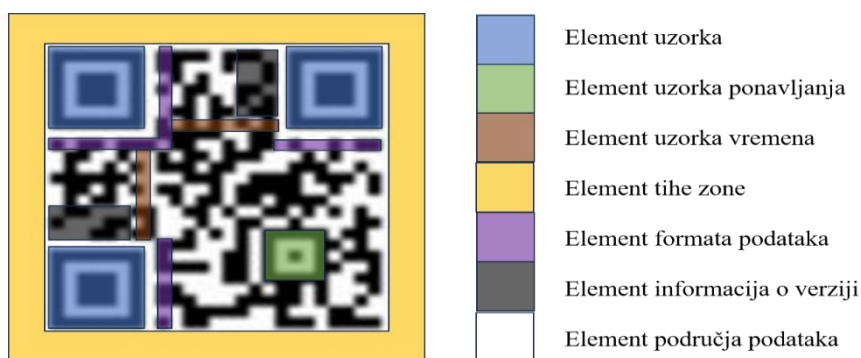 Element uzorka
Element uzorka ponavljanja
Element uzorka vremena
Element tihe zone
Element formata podataka
Element informacija o verziji
Element područja podataka